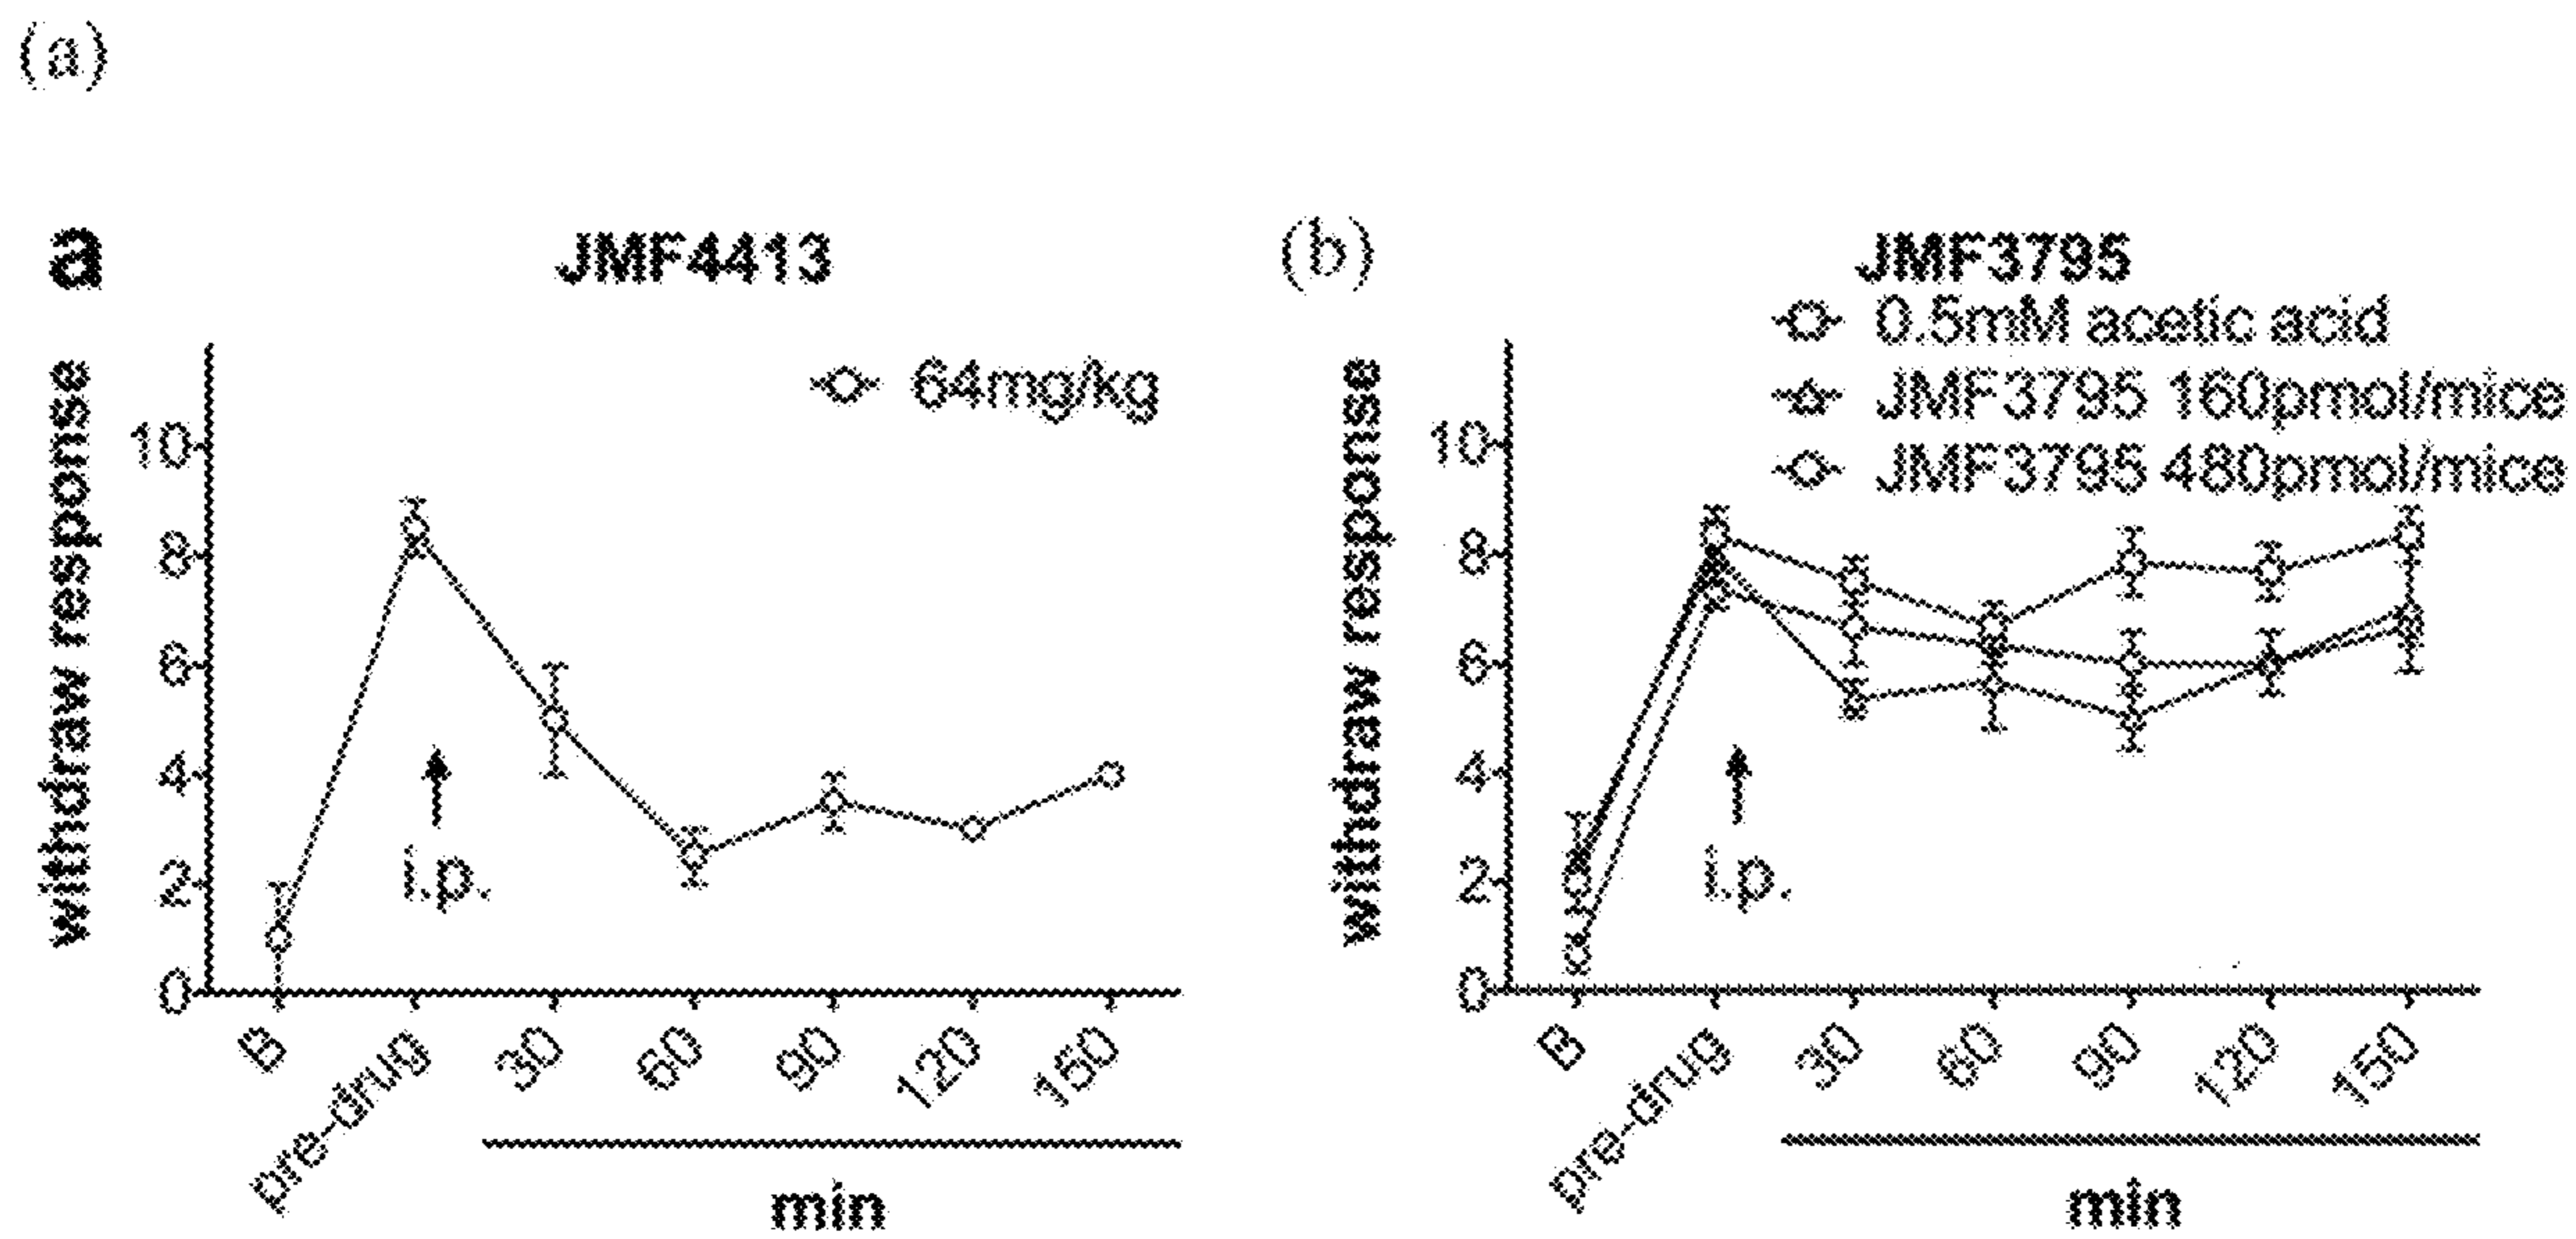 (a)
a
JMF4413
withdraw response
64mg/kg
10
8
6
4
2
0
i.p.
B
pre-drug
30
60
90
120
150
min
(b)
JMF3795
0.5mM acetic acid
JMF3795 160pmol/mice
JMF3795 480pmol/mice
withdraw response
10
8
6
4
2
0
i.p.
B
pre-drug
30
60
90
120
150
min